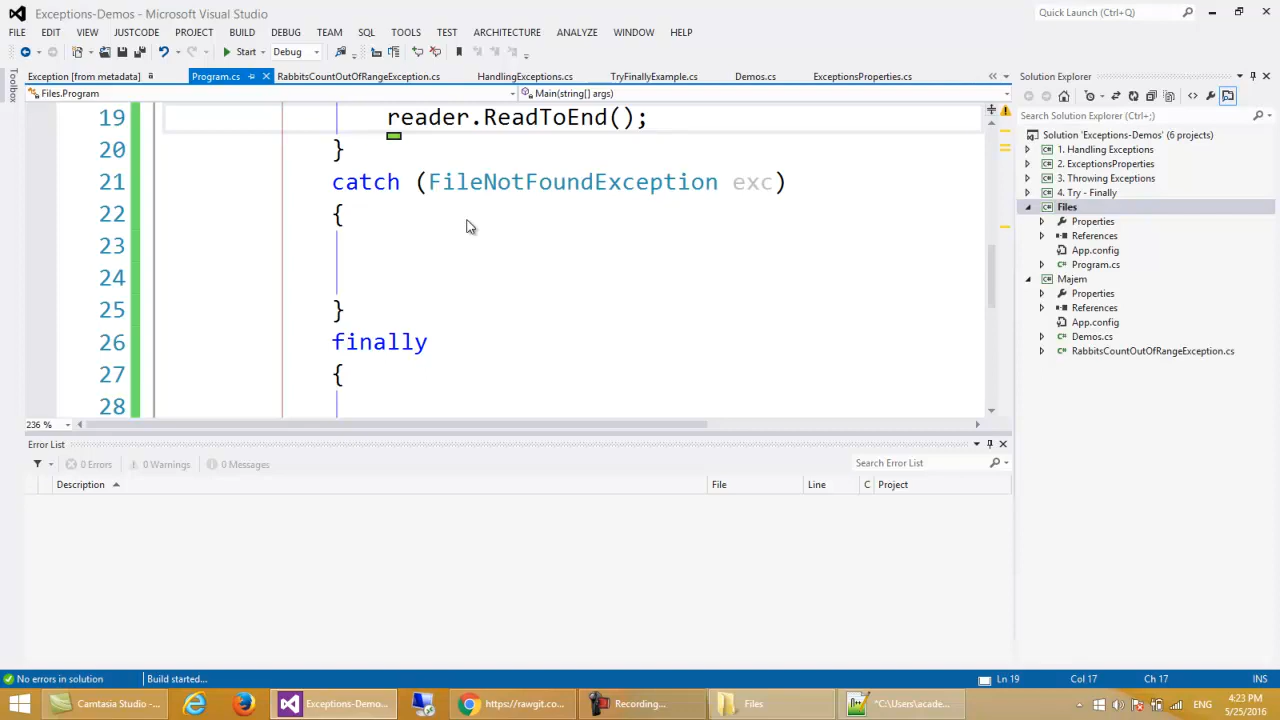 Exceptions-Demos - Microsoft Visual Studio
Quick Launch (Ctrl+Q)
FILE EDIT VIEW JUSTCODE PROJECT BUILD DEBUG TEAM SQL TOOLS TEST ARCHITECTURE ANALYZE WINDOW HELP
Start Debug
Toolbox
Exception [from metadata] Program.cs RabbitsCountOutOfRangeException.cs HandlingExceptions.cs TryFinallyExample.cs Demos.cs ExceptionsProperties.cs
Files.Program Main(string[] args)
19 reader.ReadToEnd();
20 }
21 catch (FileNotFoundException exc)
22 {
23
24
25 }
26 finally
27 {
28
236 %
Error List
0 Errors 0 Warnings 0 Messages Search Error List
Description File Line C Project
Solution Explorer
Search Solution Explorer (Ctrl+;)
Solution 'Exceptions-Demos' (6 projects)
1. Handling Exceptions
2. ExceptionsProperties
3. Throwing Exceptions
4. Try - Finally
Files
Properties
References
App.config
Program.cs
Majem
Properties
References
App.config
Demos.cs
RabbitsCountOutOfRangeException.cs
No errors in solution Build started... Ln 19 Col 17 Ch 17 INS
Camtasia Studio -... Exceptions-Demo... https://rawgit.co... Recording... Files *C:\Users\acade... ENG 4:23 PM
5/25/2016